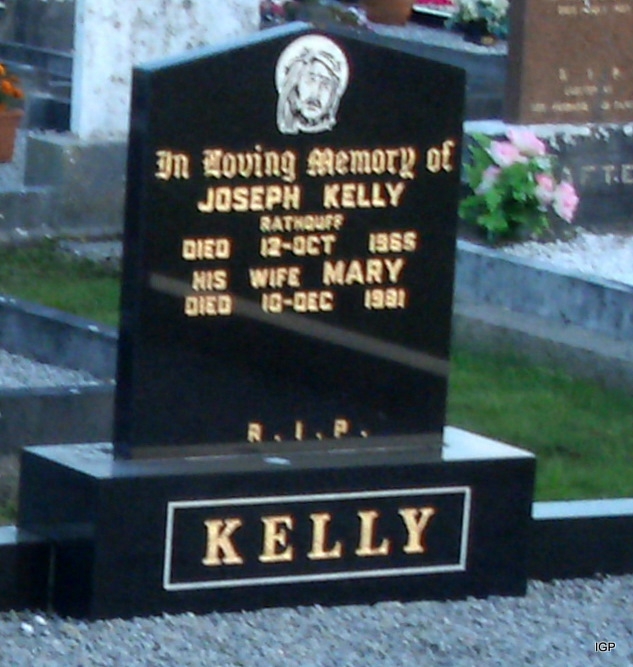 In Loving Memory of
JOSEPH KELLY
RATHDUFF
DIED 12-OCT 1965
HIS WIFE MARY
DIED 10-DEC 1981
R.I.P.
KELLY
IGP